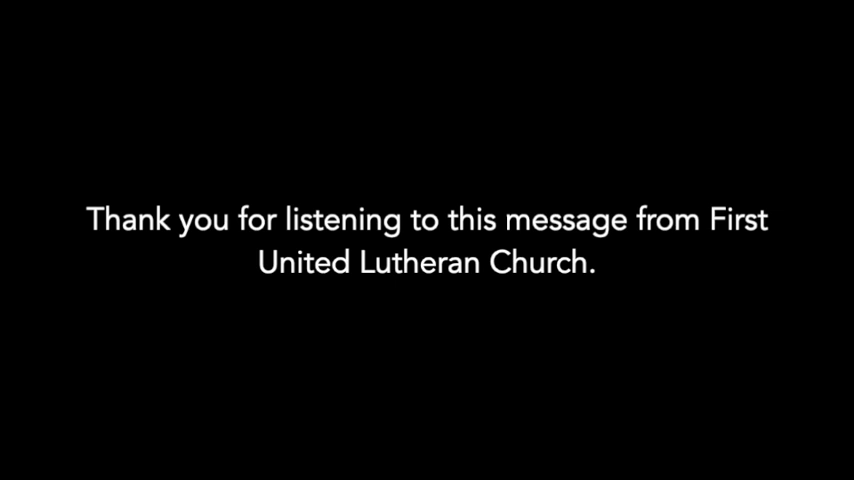 Thank you for listening to this message from First
United Lutheran Church.